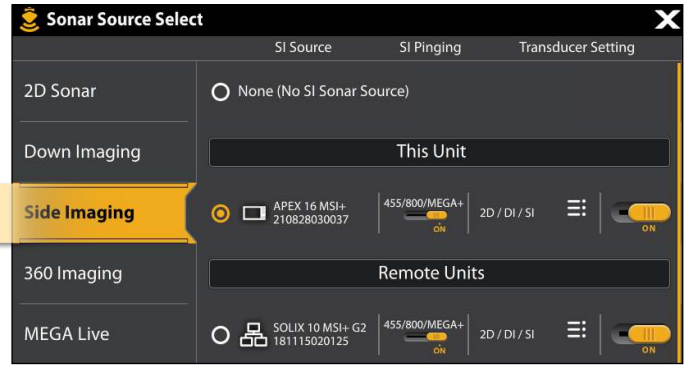 Sonar Source Select
SI Source SI Pinging Transducer Setting
2D Sonar
None (No SI Sonar Source)
Down Imaging
This Unit
Side Imaging
APEX 16 MSI+
210828030037
455/800/MEGA+
ON
2D / DI / SI
ON
360 Imaging
Remote Units
MEGA Live
SOLIX 10 MSI+ G2
181115020125
455/800/MEGA+
ON
2D / DI / SI
ON